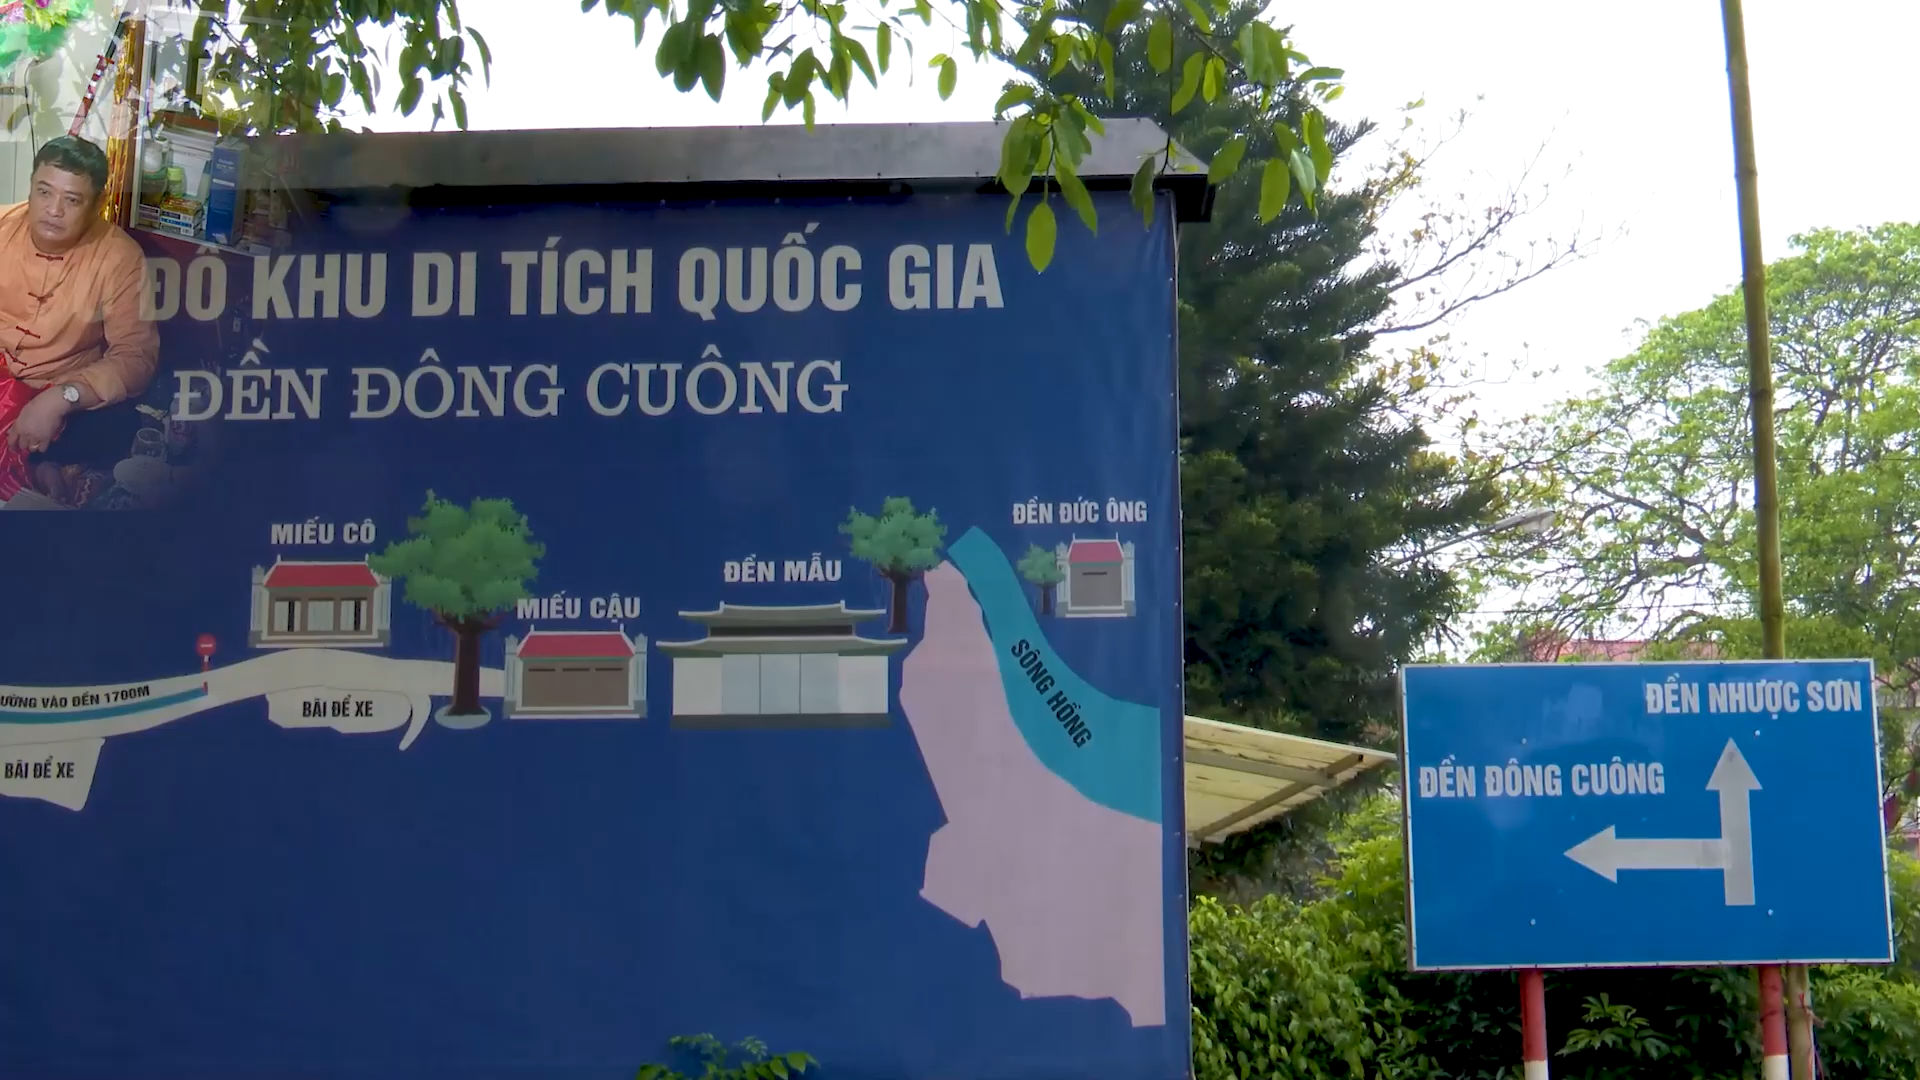 ĐỒ KHU DI TÍCH QUỐC GIA
ĐỀN ĐÔNG CUÔNG
MIẾU CÔ
MIẾU CẬU
ĐỀN MẪU
ĐỀN ĐỨC ÔNG
SÔNG HỒNG
ƯỜNG VÀO ĐỀN 1700M
BÃI ĐỂ XE
BÃI ĐỂ XE
ĐỀN NHƯỢC SƠN
ĐỀN ĐÔNG CUÔNG